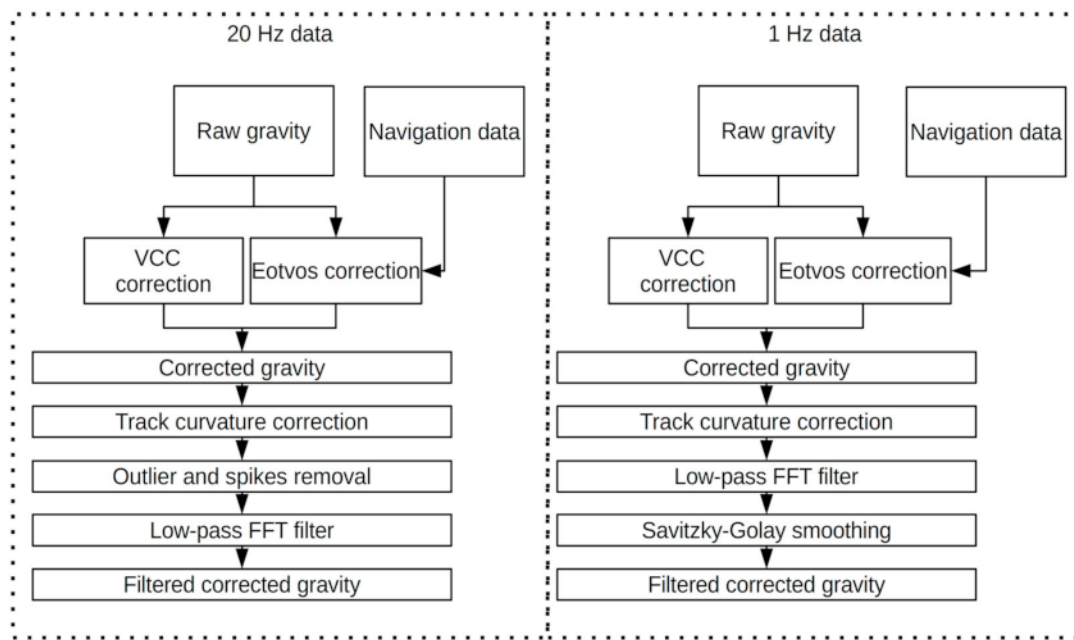 20 Hz data
Raw gravity
Navigation data
VCC
correction
Eotvos correction
Corrected gravity
Track curvature correction
Outlier and spikes removal
Low-pass FFT filter
Filtered corrected gravity
1 Hz data
Raw gravity
Navigation data
VCC
correction
Eotvos correction
Corrected gravity
Track curvature correction
Low-pass FFT filter
Savitzky-Golay smoothing
Filtered corrected gravity